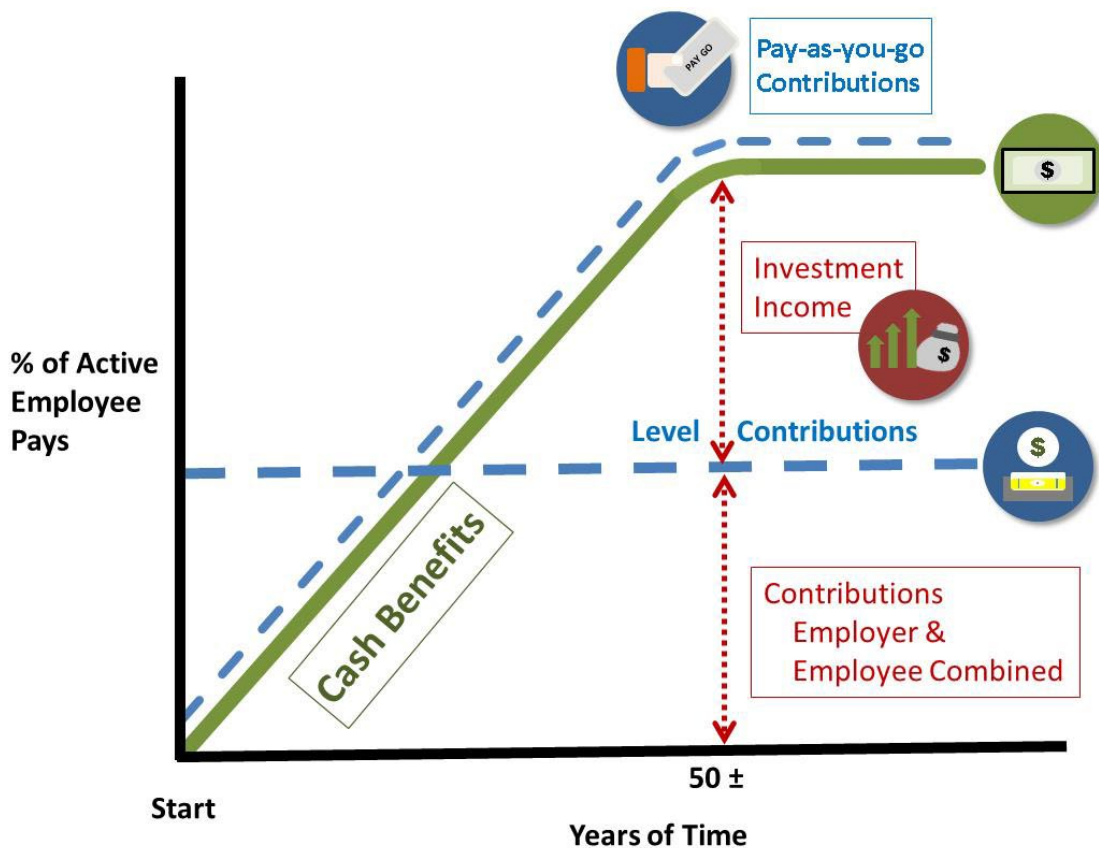 PAY GO
Pay-as-you-go
Contributions
$
Investment
Income
$
% of Active
Employee
Pays
Level Contributions
$
Cash Benefits
Contributions
Employer &
Employee Combined
50 ±
Start
Years of Time